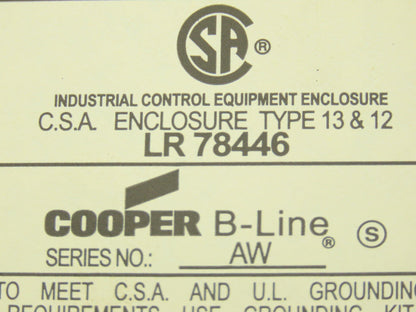 CSA ®
INDUSTRIAL CONTROL EQUIPMENT ENCLOSURE
C.S.A. ENCLOSURE TYPE 13 & 12
LR 78446
COOPER B-Line ® S
SERIES NO.: AW
TO MEET C.S.A. AND U.L. GROUNDING
REQUIREMENTS USE GROUNDING KIT